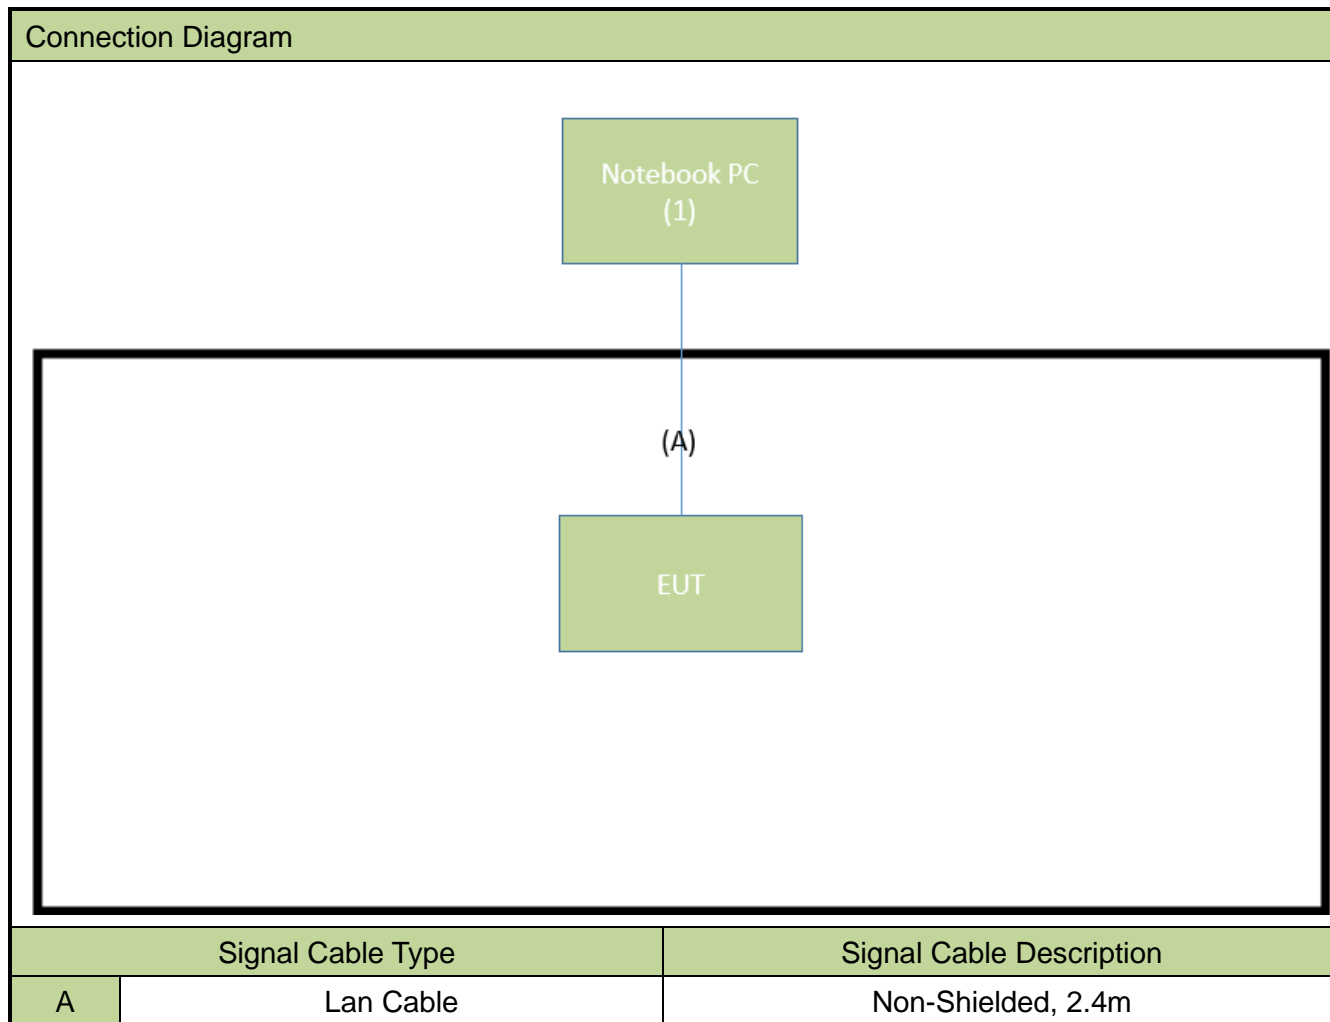 Connection Diagram
Notebook PC
(1)
(A)
EUT
Signal Cable Type Signal Cable Description
A Lan Cable Non-Shielded, 2.4m